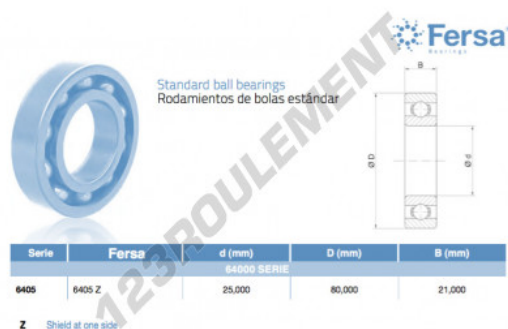 Fersa
Bearings
Standard ball bearings
Rodamientos de bolas estándar
B
Ø D
Ø d
123ROULEMENT
Serie Fersa d (mm) D (mm) B (mm)
64000 SERIE
6405 6405 Z 25,000 80,000 21,000
Z Shield at one side